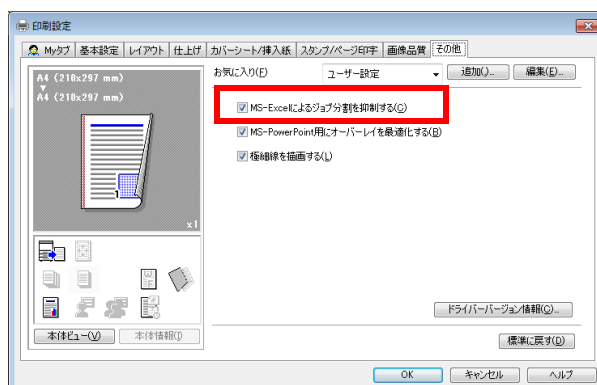 印刷設定
Myタブ 基本設定 レイアウト 仕上げ カバーシート/挿入紙 スタンプ/ページ印字 画像品質 その他
A4 (210x297 mm)
A4 (210x297 mm)
1
x1
お気に入り(F) ユーザー設定 追加(J)... 編集(E)...
MS-Excelによるジョブ分割を抑制する(C)
MS-PowerPoint用にオーバーレイを最適化する(B)
極細線を描画する(L)
W
E
F
本体ビュー(V) 本体情報(I)
ドライバーバージョン情報(G)...
標準に戻す(D)
OK キャンセル ヘルプ